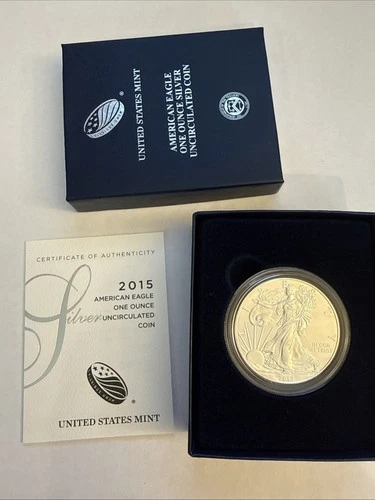 UNITED STATES MINT
®
AMERICAN EAGLE
ONE OUNCE SILVER
UNCIRCULATED COIN
CERTIFICATE OF AUTHENTICITY
2015
AMERICAN EAGLE
ONE OUNCE
Silver UNCIRCULATED
COIN
®
UNITED STATES MINT
2015